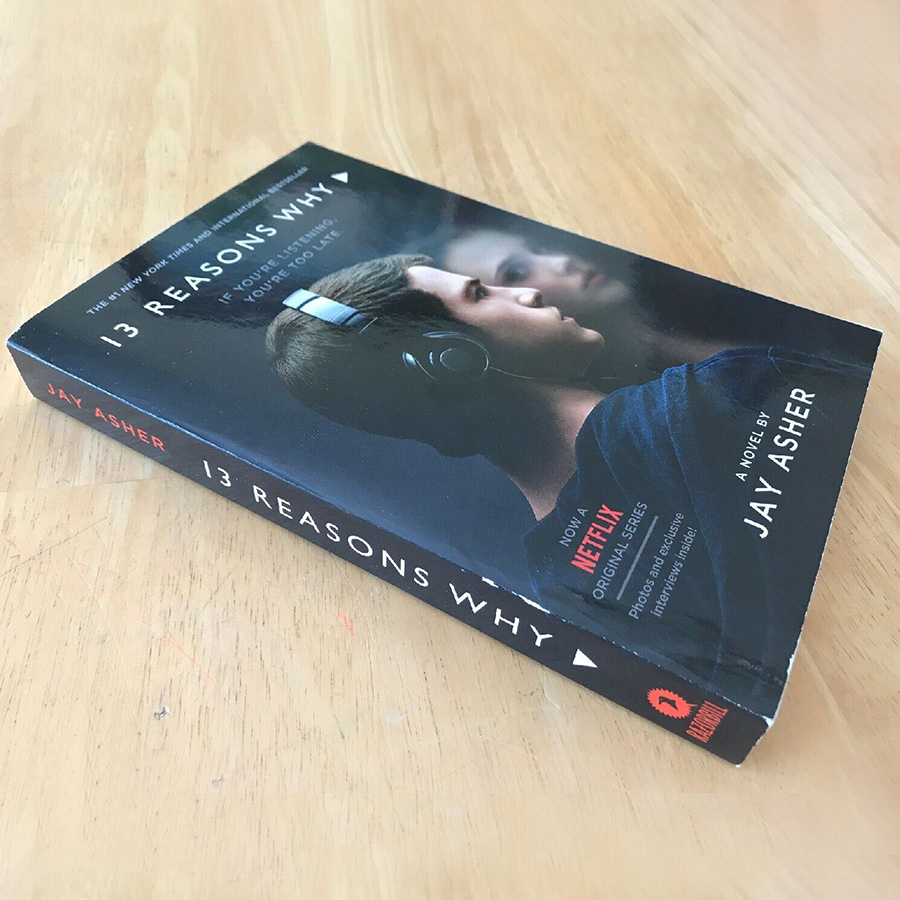 THE #1 NEW YORK TIMES AND INTERNATIONAL BESTSELLER
13 REASONS WHY
IF YOU'RE LISTENING,
YOU'RE TOO LATE
NOW A
NETFLIX
ORIGINAL SERIES
Photos and exclusive
interviews inside!
A NOVEL BY
JAY ASHER
JAY ASHER
13 REASONS WHY
RAZORBILL